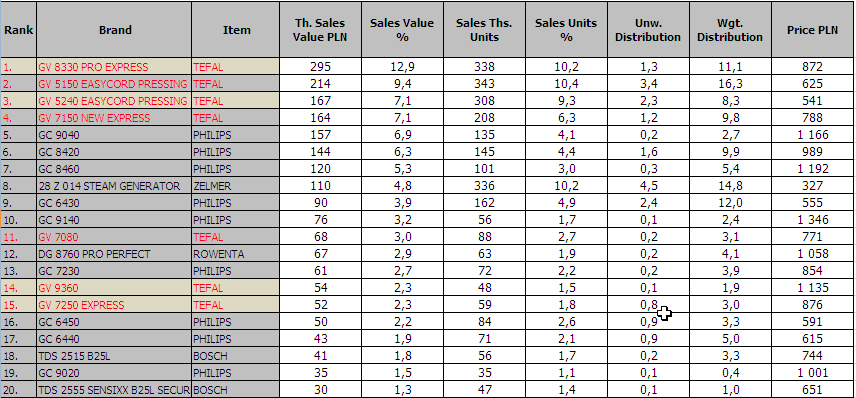 Rank Brand Item Th. Sales Value PLN Sales Value % Sales Ths. Units Sales Units % Unw. Distribution Wgt. Distribution Price PLN
1. GV 8330 PRO EXPRESS TEFAL 295 12,9 338 10,2 1,3 11,1 872
2. GV 5150 EASYCORD PRESSING TEFAL 214 9,4 343 10,4 3,4 16,3 625
3. GV 5240 EASYCORD PRESSING TEFAL 167 7,1 308 9,3 2,3 8,3 541
4. GV 7150 NEW EXPRESS TEFAL 164 7,1 208 6,3 1,2 9,8 788
5. GC 9040 PHILIPS 157 6,9 135 4,1 0,2 2,7 1 166
6. GC 8420 PHILIPS 144 6,3 145 4,4 1,6 9,9 989
7. GC 8460 PHILIPS 120 5,3 101 3,0 0,3 5,4 1 192
8. 28 Z 014 STEAM GENERATOR ZELMER 110 4,8 336 10,2 4,5 14,8 327
9. GC 6430 PHILIPS 90 3,9 162 4,9 2,4 12,0 555
10. GC 9140 PHILIPS 76 3,2 56 1,7 0,1 2,4 1 346
11. GV 7080 TEFAL 68 3,0 88 2,7 0,2 3,1 771
12. DG 8760 PRO PERFECT ROWENTA 67 2,9 63 1,9 0,2 4,1 1 058
13. GC 7230 PHILIPS 61 2,7 72 2,2 0,2 3,9 854
14. GV 9360 TEFAL 54 2,3 48 1,5 0,1 1,9 1 135
15. GV 7250 EXPRESS TEFAL 52 2,3 59 1,8 0,8 3,0 876
16. GC 6450 PHILIPS 50 2,2 84 2,6 0,9 3,3 591
17. GC 6440 PHILIPS 43 1,9 71 2,1 0,9 5,0 615
18. TDS 2515 B25L BOSCH 41 1,8 56 1,7 0,2 3,3 744
19. GC 9020 PHILIPS 35 1,5 35 1,1 0,1 0,4 1 001
20. TDS 2555 SENSIXX B25L SECUR BOSCH 30 1,3 47 1,4 0,1 1,0 651